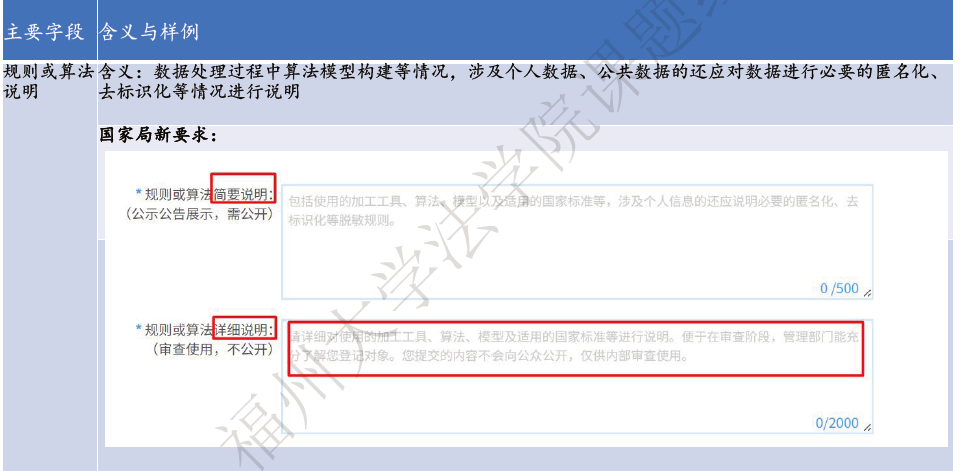 主要字段
含义与样例
规则或算法
说明
含义：数据处理过程中算法模型构建等情况，涉及个人数据、公共数据的还应对数据进行必要的匿名化、
去标识化等情况进行说明
国家局新要求：
*规则或算法简要说明：
（公示公告展示，需公开）
包括使用的加工工具、算法、模型以及适用的国家标准等，涉及个人信息的还应说明必要的匿名化、去
标识化等脱敏规则。
0 /500
*规则或算法详细说明：
（审查使用，不公开）
请详细对使用的加工工具、算法、模型及适用的国家标准等进行说明。便于在审查阶段，管理部门能充
分了解您登记对象。您提交的内容不会向公众公开，仅供内部审查使用。
0/2000
福州大学法学院课题组